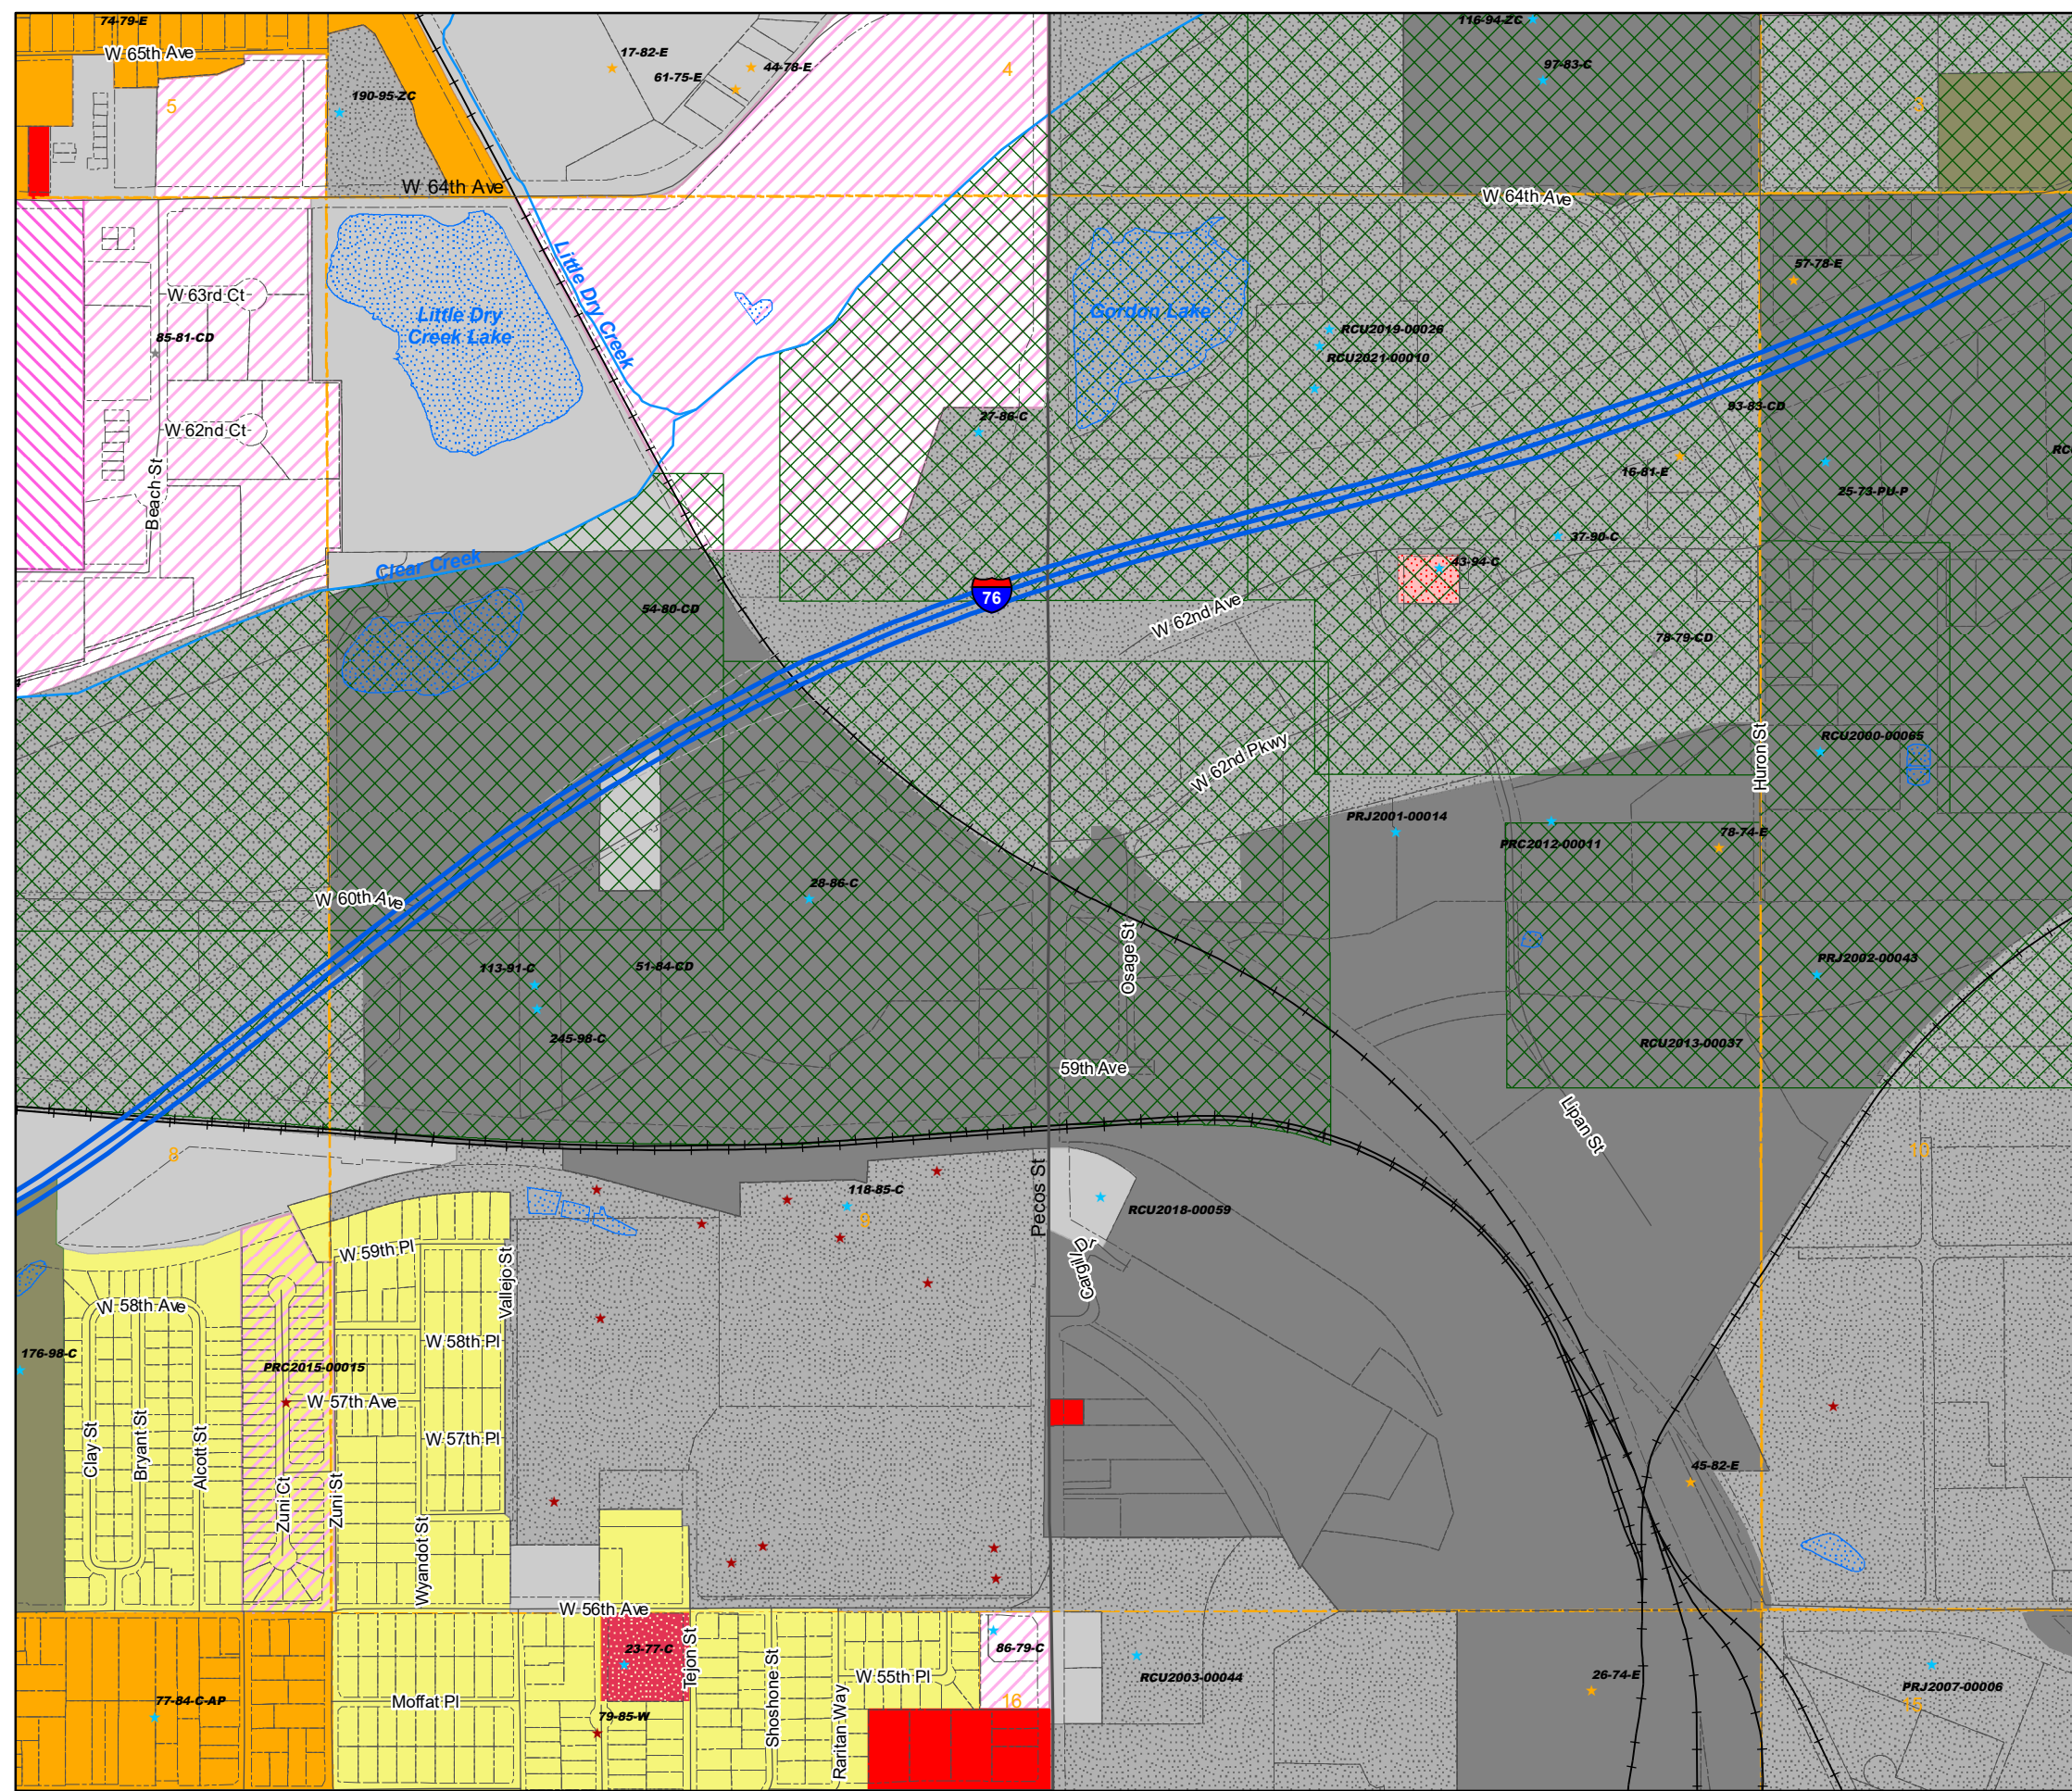 74-79-E
W 65th Ave
5
190-95-ZC
17-82-E
61-75-E
44-78-E
4
116-94-ZC
97-83-C
3
W 64th Ave
W 64th Ave
W 63rd Ct
85-81-CD
W 62nd Ct
Beach St
Little Dry
Creek Lake
Little Dry Creek
Gordon Lake
RCU2019-00026
RCU2021-00010
57-78-E
93-83-CD
27-86-C
16-81-E
25-73-PU-P
37-90-C
43-94-C
Clear Creek
54-80-CD
76
W 62nd Ave
78-79-CD
W 62nd Pkwy
Huron St
RCU2000-00065
PRJ2001-00014
PRC2012-00011
78-74-E
W 60th Ave
28-86-C
113-91-C
51-84-CD
245-98-C
Osage St
PRJ2002-00043
RCU2013-00037
59th Ave
Lipan St
8
118-85-C
9
Pecos St
RCU2018-00059
Cargill Dr
10
W 59th Pl
Vallejo St
W 58th Ave
W 58th Pl
176-98-C
PRC2015-00015
W 57th Ave
W 57th Pl
Clay St
Bryant St
Alcott St
Zuni Ct
Zuni St
Wyandot St
45-82-E
W 56th Ave
23-77-C
Tejon St
Shoshone St
Raritan Way
W 55th Pl
86-79-C
16
RCU2003-00044
26-74-E
PRJ2007-00006
15
77-84-C-AP
Moffat Pl
79-85-W